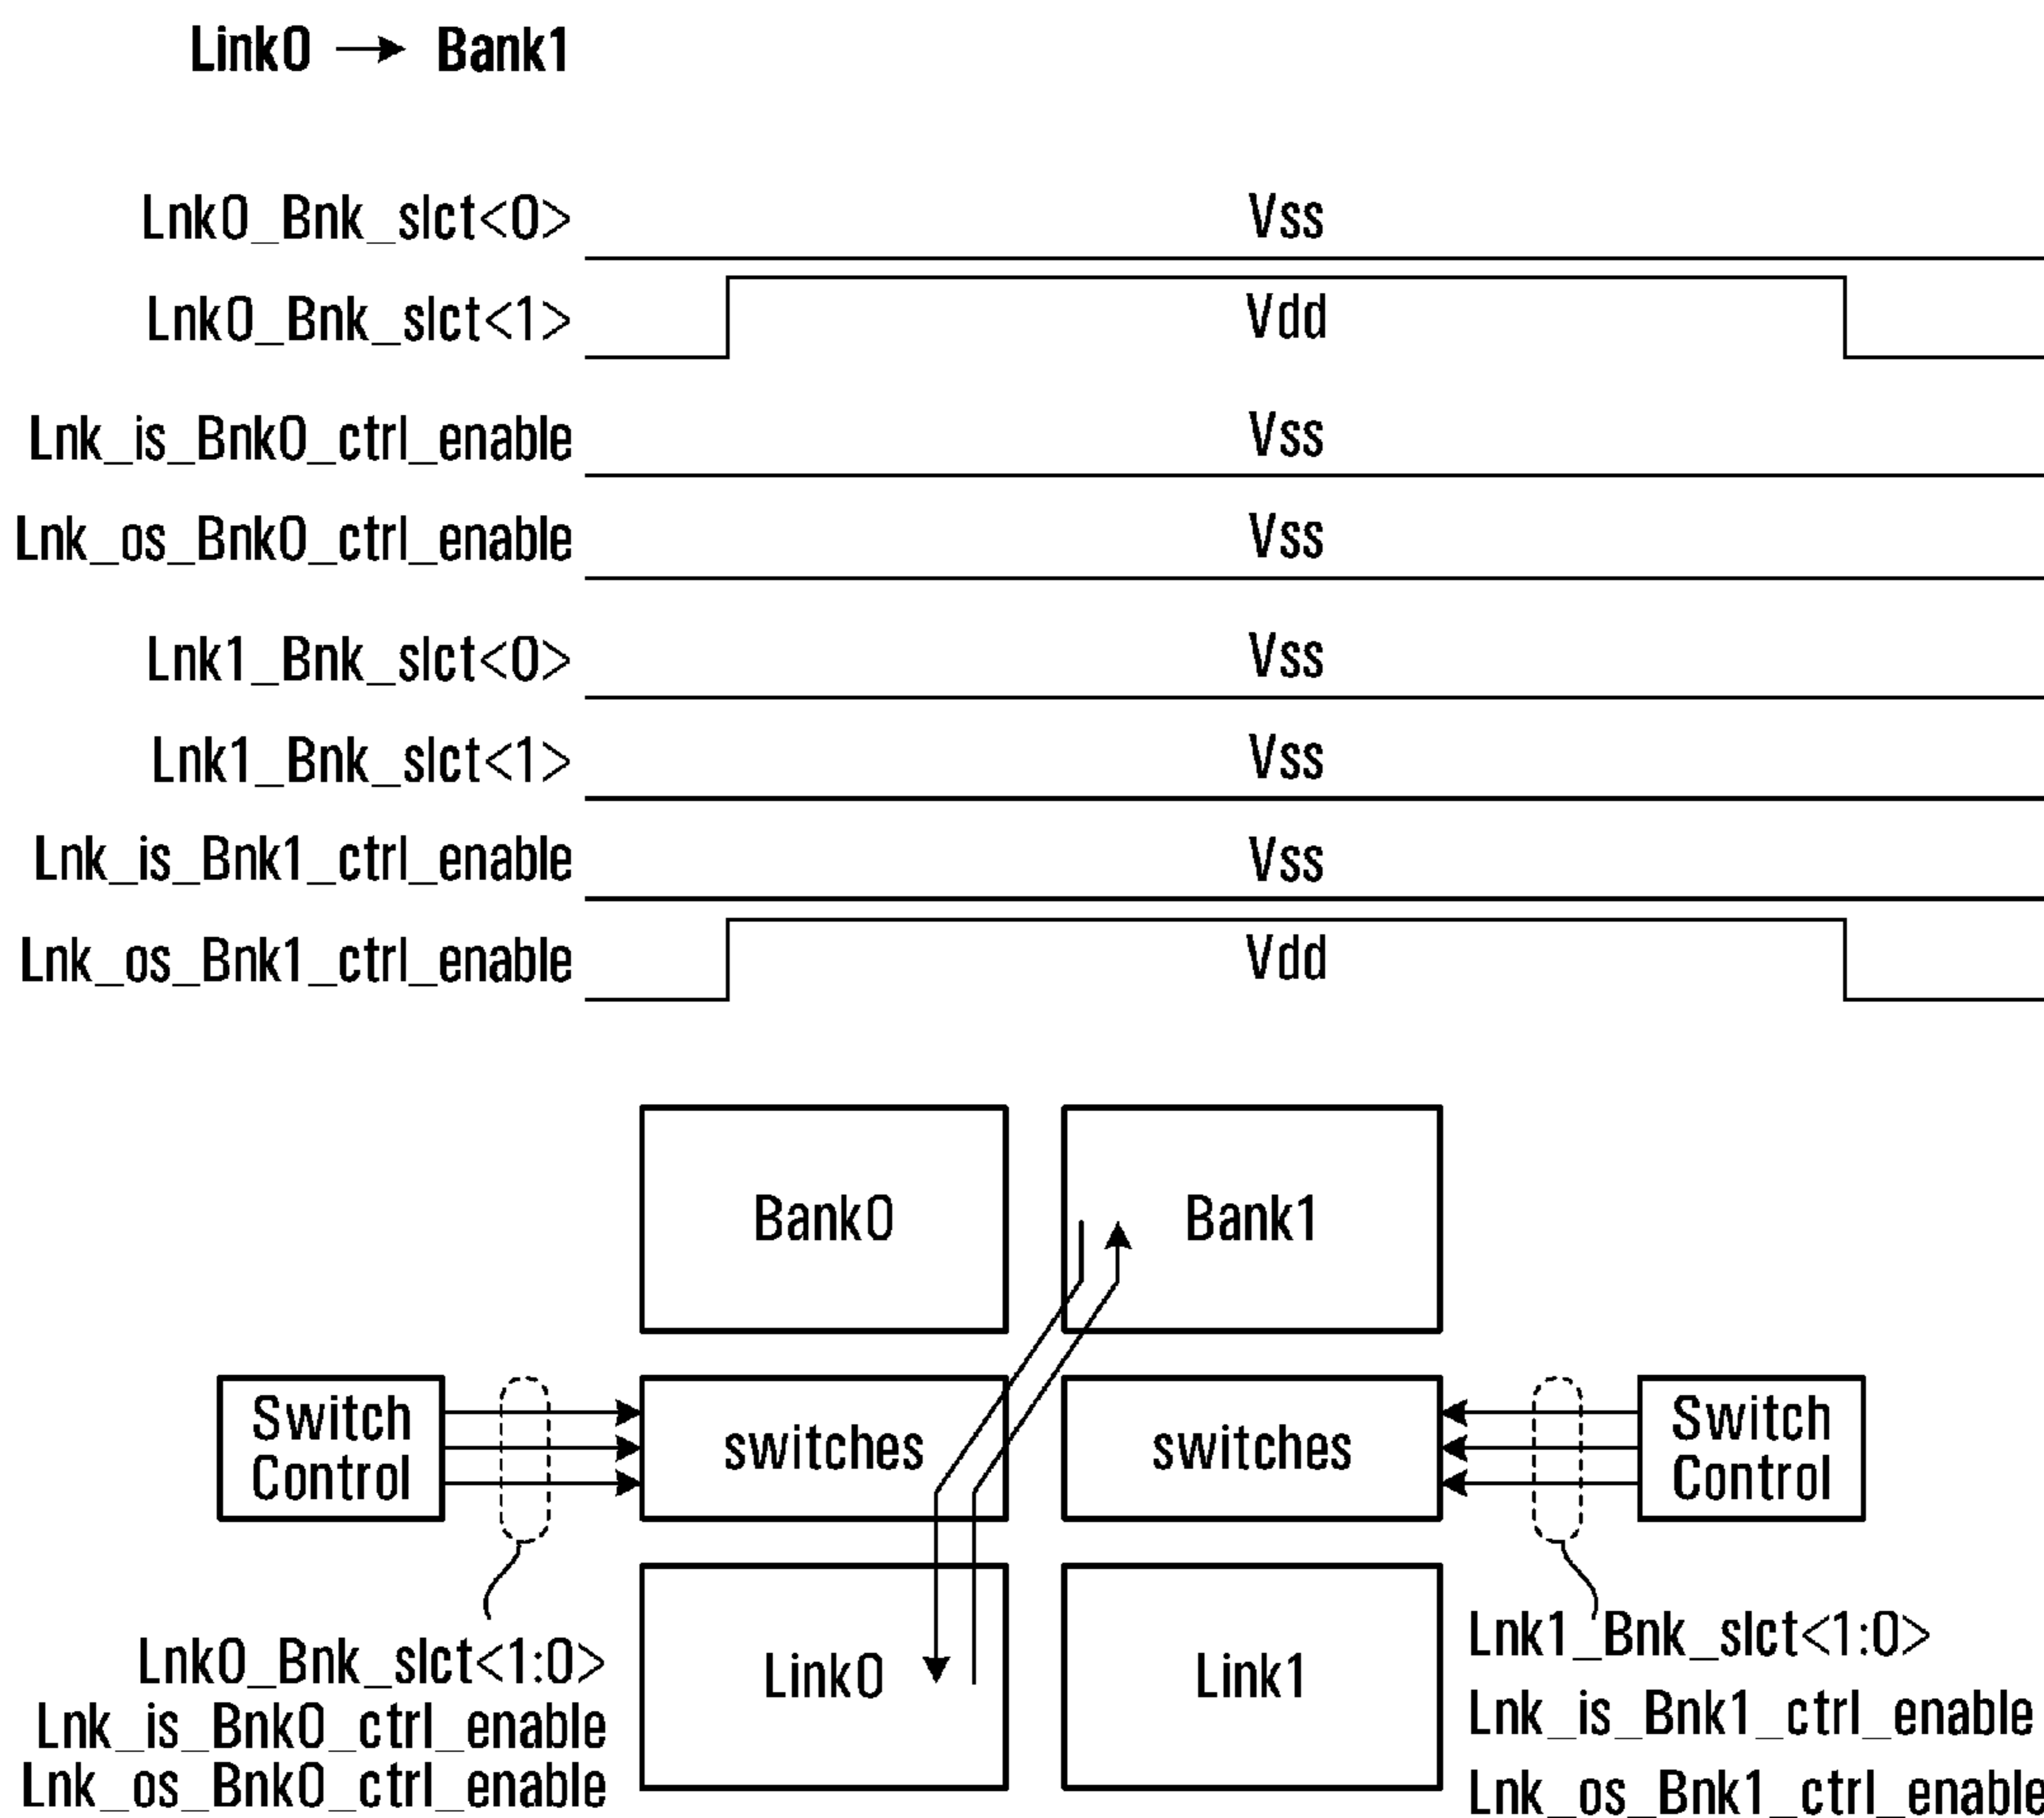 Link0 → Bank1
Lnk0_Bnk_slct<0> Vss
Lnk0_Bnk_slct<1> Vdd
Lnk_is_Bnk0_ctrl_enable Vss
Lnk_os_Bnk0_ctrl_enable Vss
Lnk1_Bnk_slct<0> Vss
Lnk1_Bnk_slct<1> Vss
Lnk_is_Bnk1_ctrl_enable Vss
Lnk_os_Bnk1_ctrl_enable Vdd
Bank0
Bank1
Switch
Control
switches
switches
Switch
Control
Lnk0_Bnk_slct<1:0>
Lnk_is_Bnk0_ctrl_enable
Lnk_os_Bnk0_ctrl_enable
Link0
Link1
Lnk1_Bnk_slct<1:0>
Lnk_is_Bnk1_ctrl_enable
Lnk_os_Bnk1_ctrl_enable